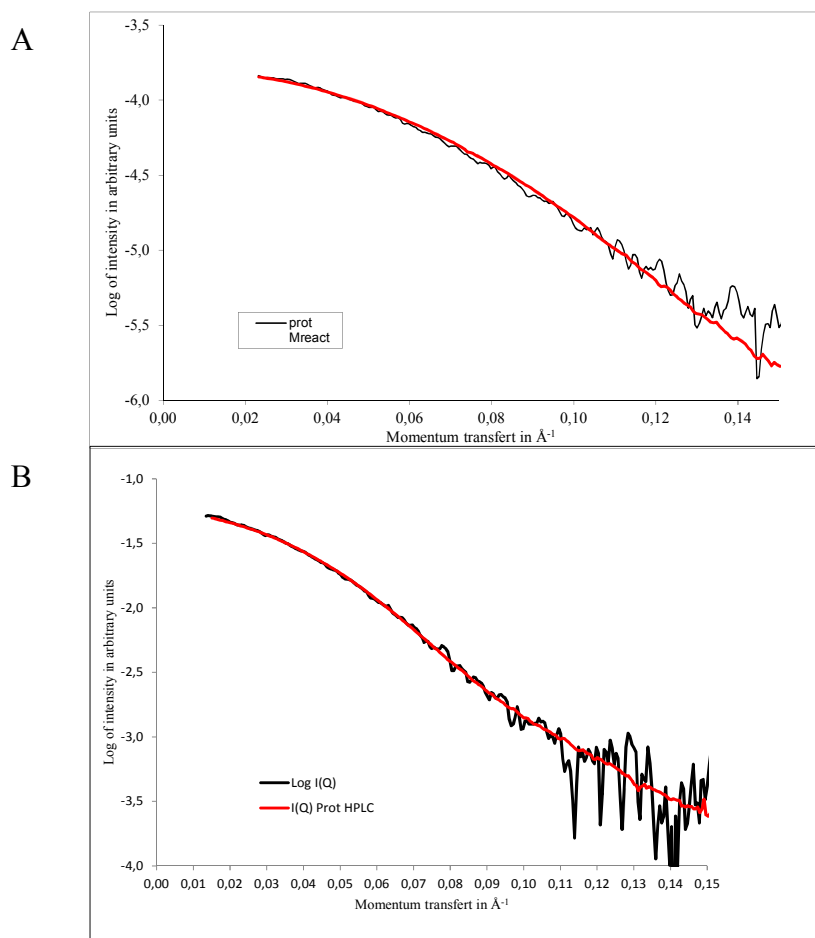 A
-3,5
-4,0
-4,5
-5,0
-5,5
-6,0
Log of intensity in arbitrary units
prot
Mreact
0,00 0,02 0,04 0,06 0,08 0,10 0,12 0,14
Momentum transfert in Å-1
B
-1,0
-1,5
-2,0
-2,5
-3,0
-3,5
-4,0
Log of intensity in arbitrary units
Log I(Q)
I(Q) Prot HPLC
0,00 0,01 0,02 0,03 0,04 0,05 0,06 0,07 0,08 0,09 0,10 0,11 0,12 0,13 0,14 0,15
Momentum transfert in Å-1